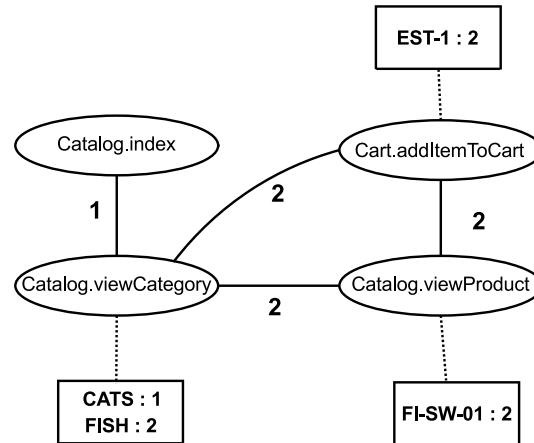 EST-1 : 2
Catalog.index
Cart.addItemToCart
1
2
2
Catalog.viewCategory
Catalog.viewProduct
2
CATS : 1
FISH : 2
FI-SW-01 : 2